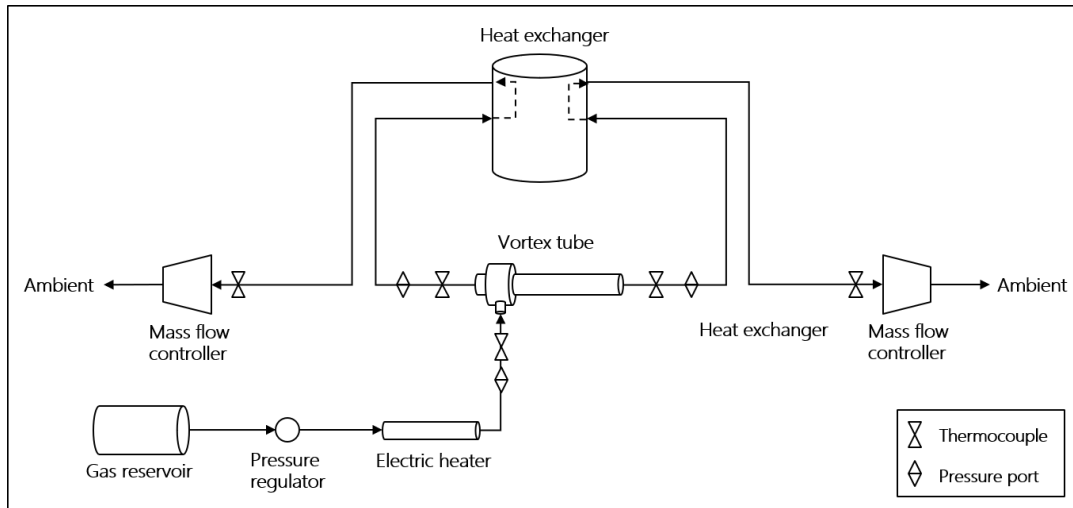 Heat exchanger
Vortex tube
Ambient
Ambient
Mass flow
controller
Heat exchanger
Mass flow
controller
Gas reservoir
Pressure
regulator
Electric heater
Thermocouple
Pressure port